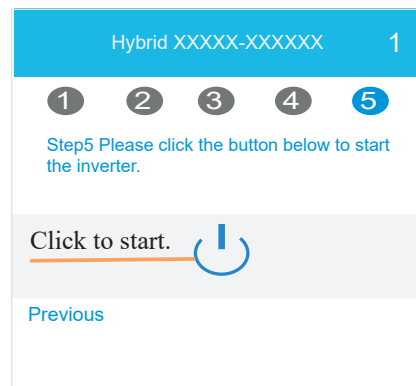 Hybrid XXXXX-XXXXXX 1
1 2 3 4 5
Step5 Please click the button below to start
the inverter.
Click to start.
Previous